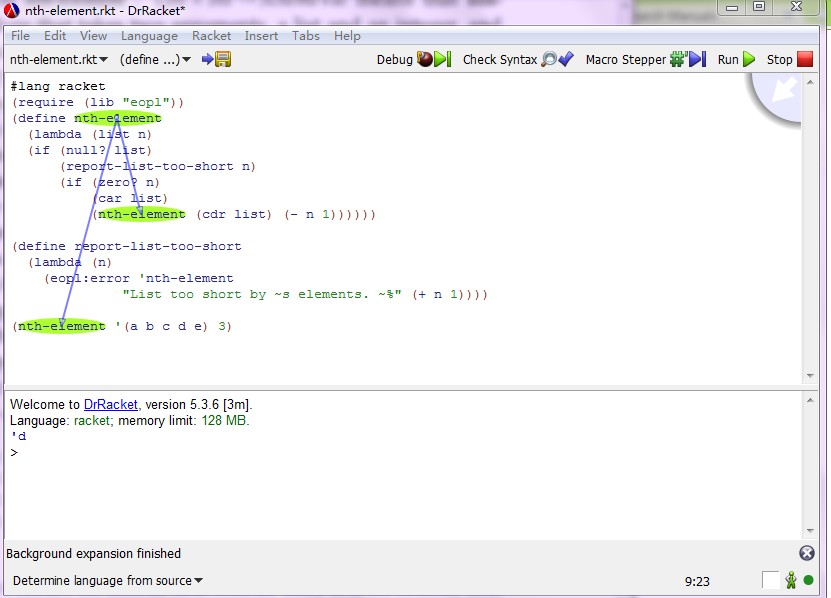 nth-element.rkt - DrRacket*
File Edit View Language Racket Insert Tabs Help
nth-element.rkt (define ...) Debug Check Syntax Macro Stepper Run Stop
#lang racket
(require (lib "eopl"))
(define nth-element
(lambda (list n)
(if (null? list)
(report-list-too-short n)
(if (zero? n)
(car list)
(nth-element (cdr list) (- n 1))))))
(define report-list-too-short
(lambda (n)
(eopl:error 'nth-element
"List too short by ~s elements. ~%" (+ n 1))))
(nth-element '(a b c d e) 3)
Welcome to DrRacket, version 5.3.6 [3m].
Language: racket; memory limit: 128 MB.
'd
>
Background expansion finished
Determine language from source 9:23